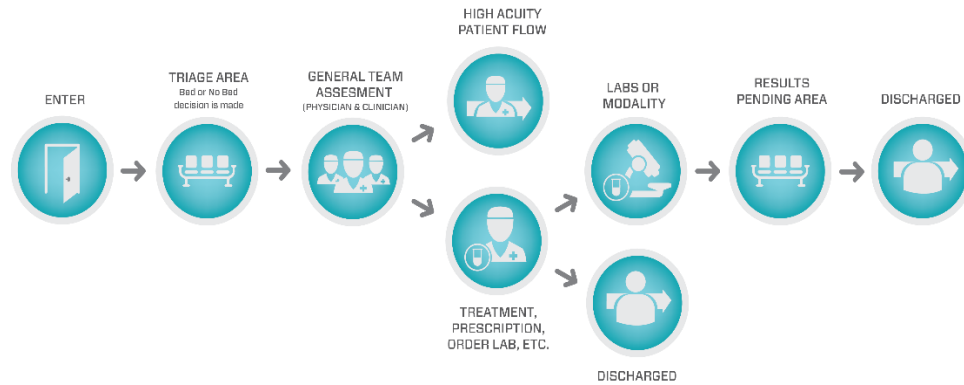 ENTER
TRIAGE AREA
Bed or No Bed
decision is made
GENERAL TEAM
ASSESMENT
(PHYSICIAN & CLINICIAN)
HIGH ACUITY
PATIENT FLOW
TREATMENT,
PRESCRIPTION,
ORDER LAB, ETC.
LABS OR
MODALITY
DISCHARGED
RESULTS
PENDING AREA
DISCHARGED